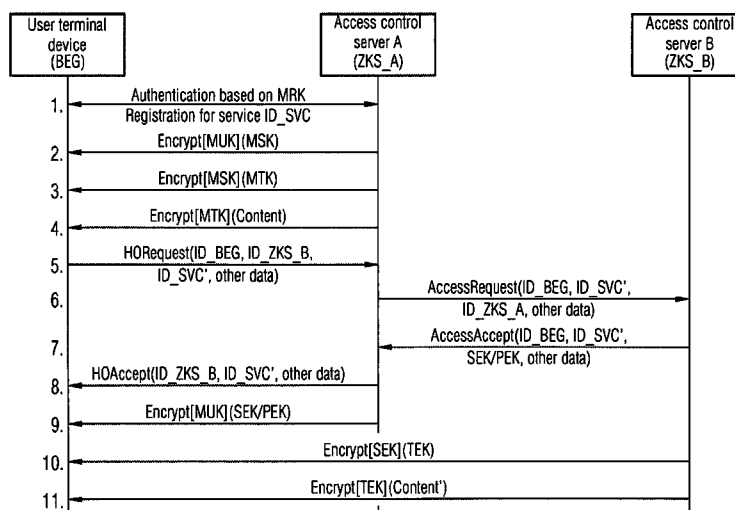 User terminal
device
(BEG)
Access control
server A
(ZKS_A)
Access control
server B
(ZKS_B)
1.
Authentication based on MRK
Registration for service ID_SVC
2.
Encrypt[MUK](MSK)
3.
Encrypt[MSK](MTK)
4.
Encrypt[MTK](Content)
5.
HORequest(ID_BEG, ID_ZKS_B,
ID_SVC', other data)
6.
AccessRequest(ID_BEG, ID_SVC',
ID_ZKS_A, other data)
7.
AccessAccept(ID_BEG, ID_SVC',
SEK/PEK, other data)
8.
HOAccept(ID_ZKS_B, ID_SVC', other data)
9.
Encrypt[MUK](SEK/PEK)
10.
Encrypt[SEK](TEK)
11.
Encrypt[TEK](Content')